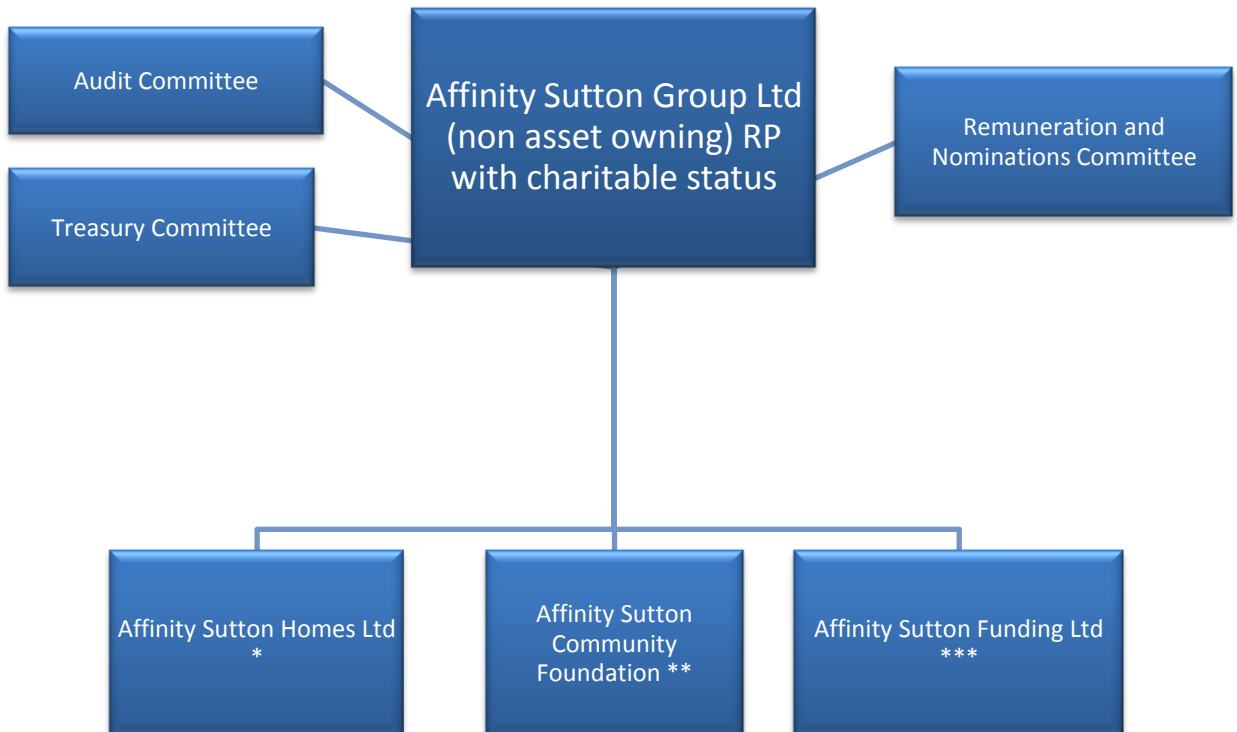 Audit Committee
Affinity Sutton Group Ltd
(non asset owning) RP
with charitable status
Remuneration and
Nominations Committee
Treasury Committee
Affinity Sutton Homes Ltd
*
Affinity Sutton
Community
Foundation **
Affinity Sutton Funding Ltd
***